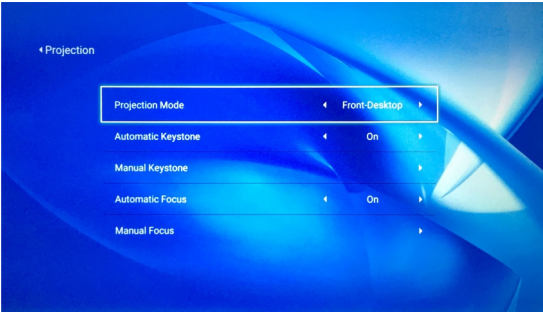 Projection
Projection Mode Front-Desktop
Automatic Keystone On
Manual Keystone
Automatic Focus On
Manual Focus